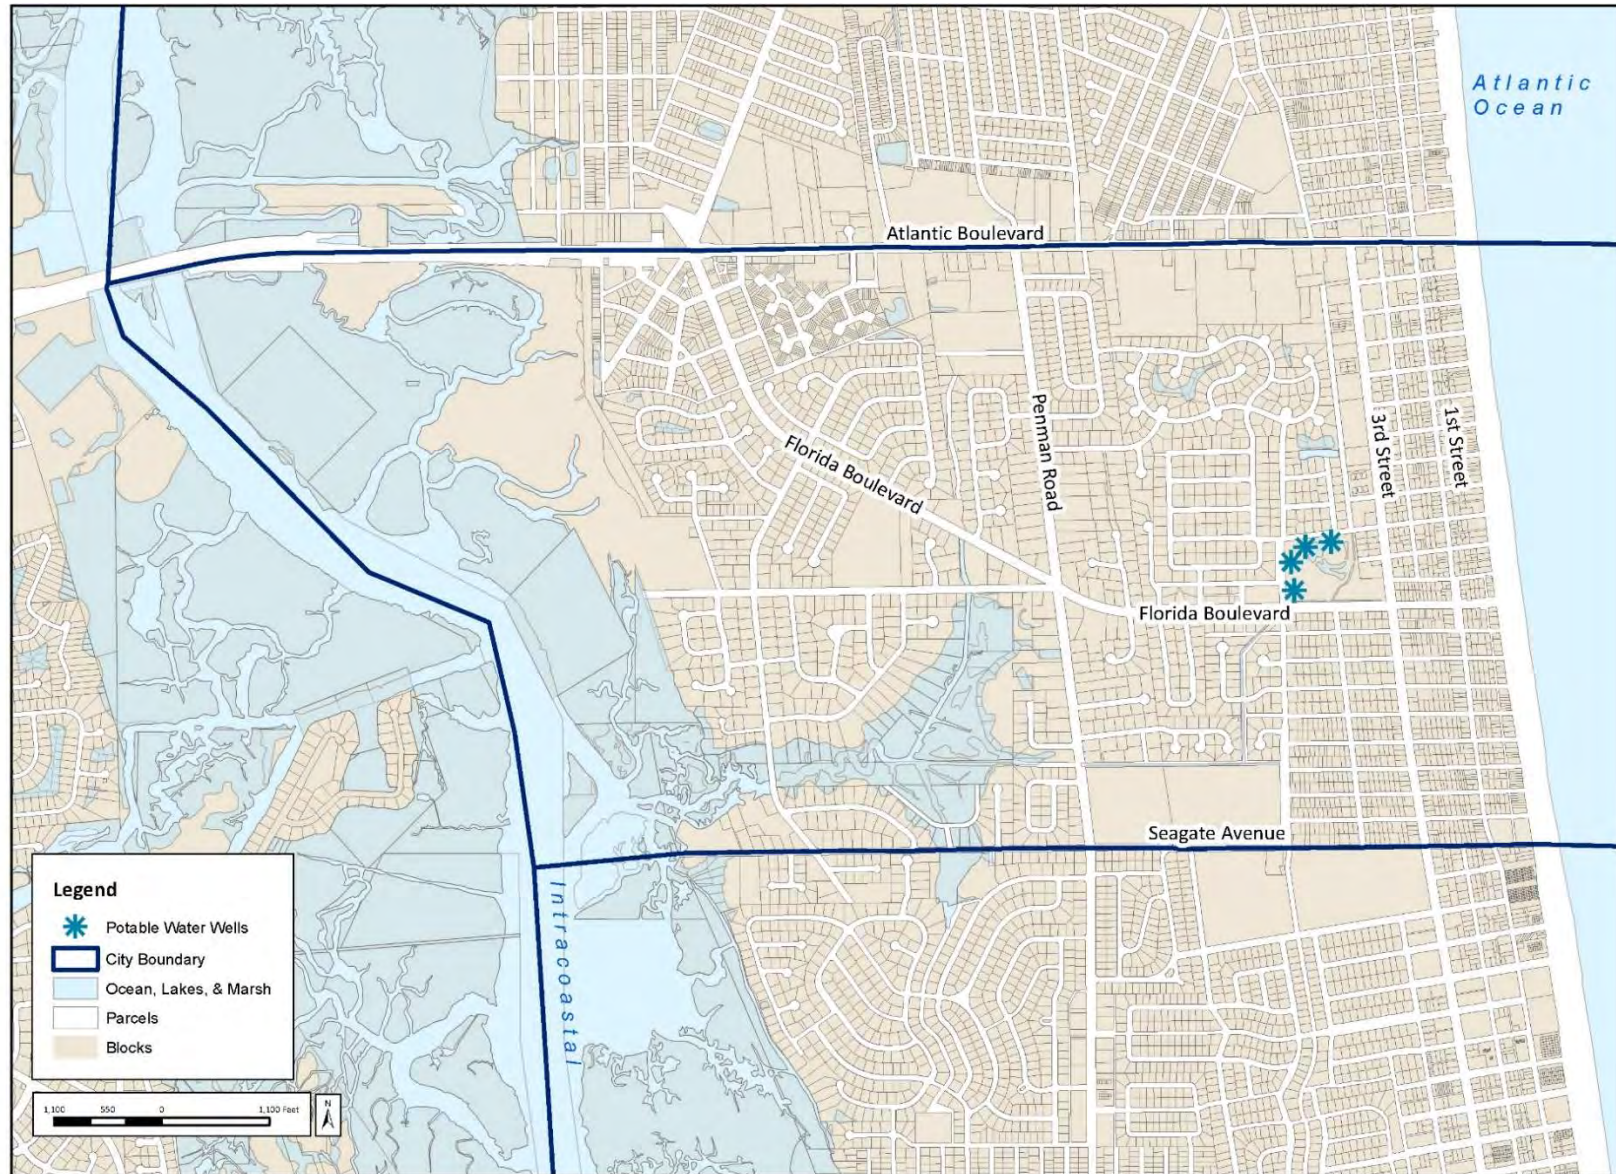 Atlantic
Ocean
Atlantic Boulevard
Florida Boulevard
Penman Road
3rd Street
1st Street
Florida Boulevard
Seagate Avenue
Intracoastal
Legend
Potable Water Wells
City Boundary
Ocean, Lakes, & Marsh
Parcels
Blocks
1,100 550 0 1,100 Feet
N